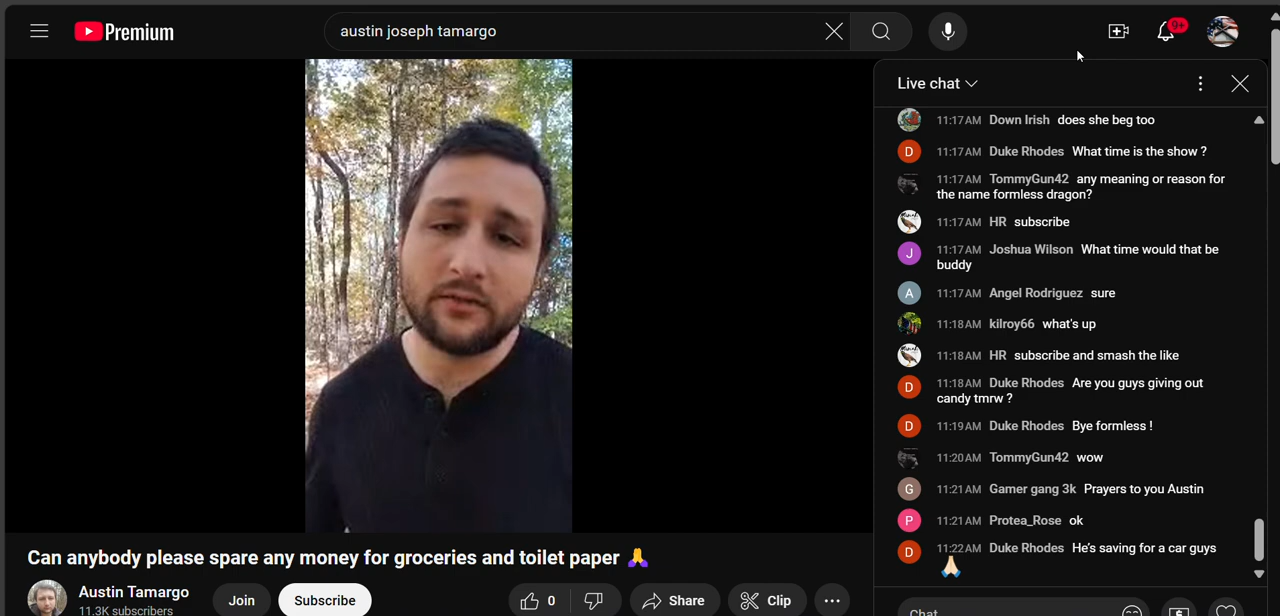 Premium
austin joseph tamargo
9+
Live chat
11:17 AM Down Irish does she beg too
D 11:17 AM Duke Rhodes What time is the show ?
11:17 AM TommyGun42 any meaning or reason for
the name formless dragon?
11:17 AM HR subscribe
J 11:17 AM Joshua Wilson What time would that be
buddy
A 11:17 AM Angel Rodriguez sure
11:18 AM kilroy66 what's up
11:18 AM HR subscribe and smash the like
D 11:18 AM Duke Rhodes Are you guys giving out
candy tmrw ?
D 11:19 AM Duke Rhodes Bye formless !
11:20 AM TommyGun42 wow
G 11:21 AM Gamer gang 3k Prayers to you Austin
P 11:21 AM Protea_Rose ok
D 11:22 AM Duke Rhodes He's saving for a car guys
🙏🏻
Chat
Can anybody please spare any money for groceries and toilet paper 🙏
Austin Tamargo
11.3K subscribers
Join
Subscribe
0
Share
Clip